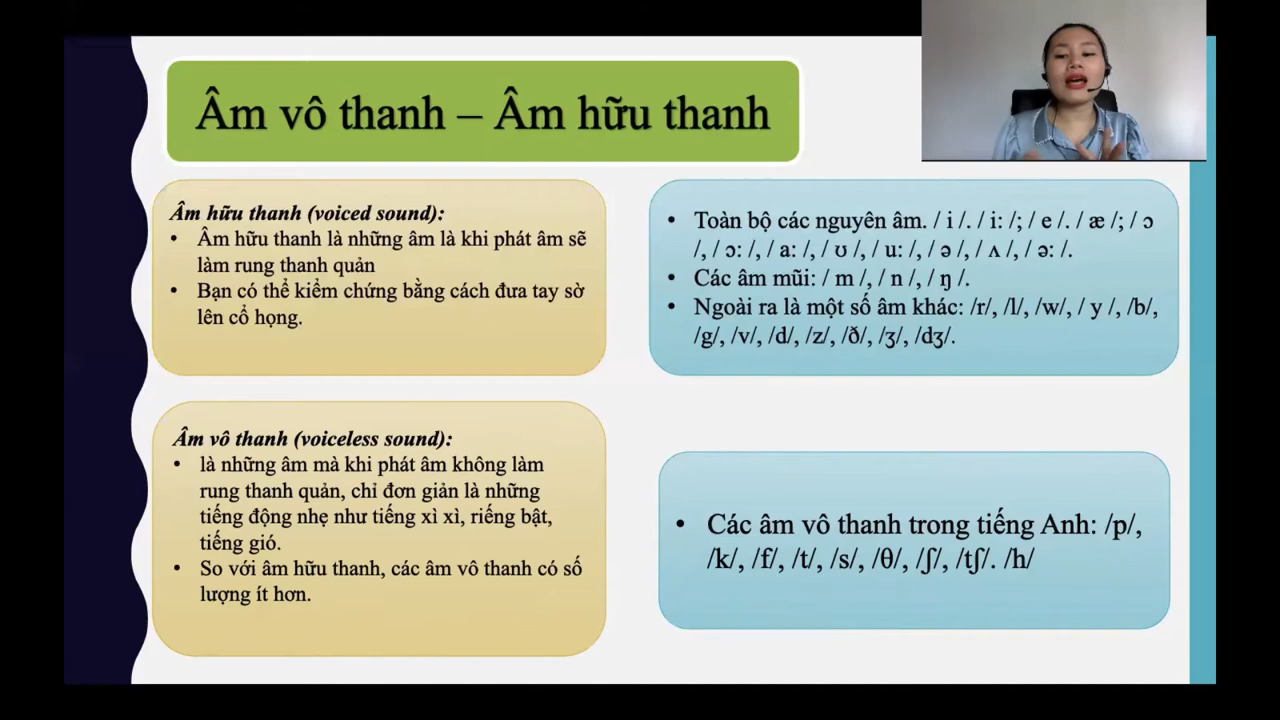 Âm vô thanh – Âm hữu thanh
Âm hữu thanh (voiced sound):
• Âm hữu thanh là những âm là khi phát âm sẽ
làm rung thanh quản
• Bạn có thể kiểm chứng bằng cách đưa tay sờ
lên cổ họng.
• Toàn bộ các nguyên âm. / i /. / i: /; / e /. / æ /; / ɔ
/, / ɔ: /, / a: /, / ʊ /, / u: /, / ə /, / ʌ /, / ə: /.
• Các âm mũi: / m /, / n /, / ŋ /.
• Ngoài ra là một số âm khác: /r/, /l/, /w/, / y /, /b/,
/g/, /v/, /d/, /z/, /ð/, /ʒ/, /dʒ/.
Âm vô thanh (voiceless sound):
• là những âm mà khi phát âm không làm
rung thanh quản, chỉ đơn giản là những
tiếng động nhẹ như tiếng xì xì, riếng bật,
tiếng gió.
• So với âm hữu thanh, các âm vô thanh có số
lượng ít hơn.
• Các âm vô thanh trong tiếng Anh: /p/,
/k/, /f/, /t/, /s/, /θ/, /ʃ/, /tʃ/. /h/